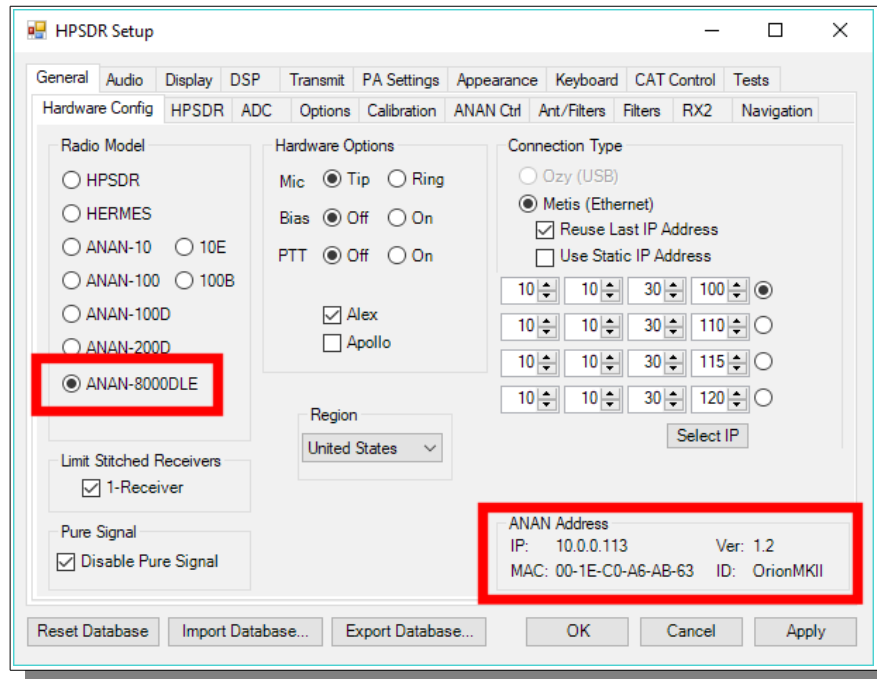 HPSDR Setup
General Audio Display DSP Transmit PA Settings Appearance Keyboard CAT Control Tests
Hardware Config HPSDR ADC Options Calibration ANAN Ctrl Ant/Filters Filters RX2 Navigation
Radio Model
HPSDR
HERMES
ANAN-10 10E
ANAN-100 100B
ANAN-100D
ANAN-200D
ANAN-8000DLE
Limit Stitched Receivers
1-Receiver
Pure Signal
Disable Pure Signal
Hardware Options
Mic Tip Ring
Bias Off On
PTT Off On
Alex
Apollo
Region
United States
Connection Type
Ozy (USB)
Metis (Ethernet)
Reuse Last IP Address
Use Static IP Address
10 10 30 100
10 10 30 110
10 10 30 115
10 10 30 120
Select IP
ANAN Address
IP: 10.0.0.113 Ver: 1.2
MAC: 00-1E-C0-A6-AB-63 ID: OrionMKII
Reset Database Import Database... Export Database... OK Cancel Apply